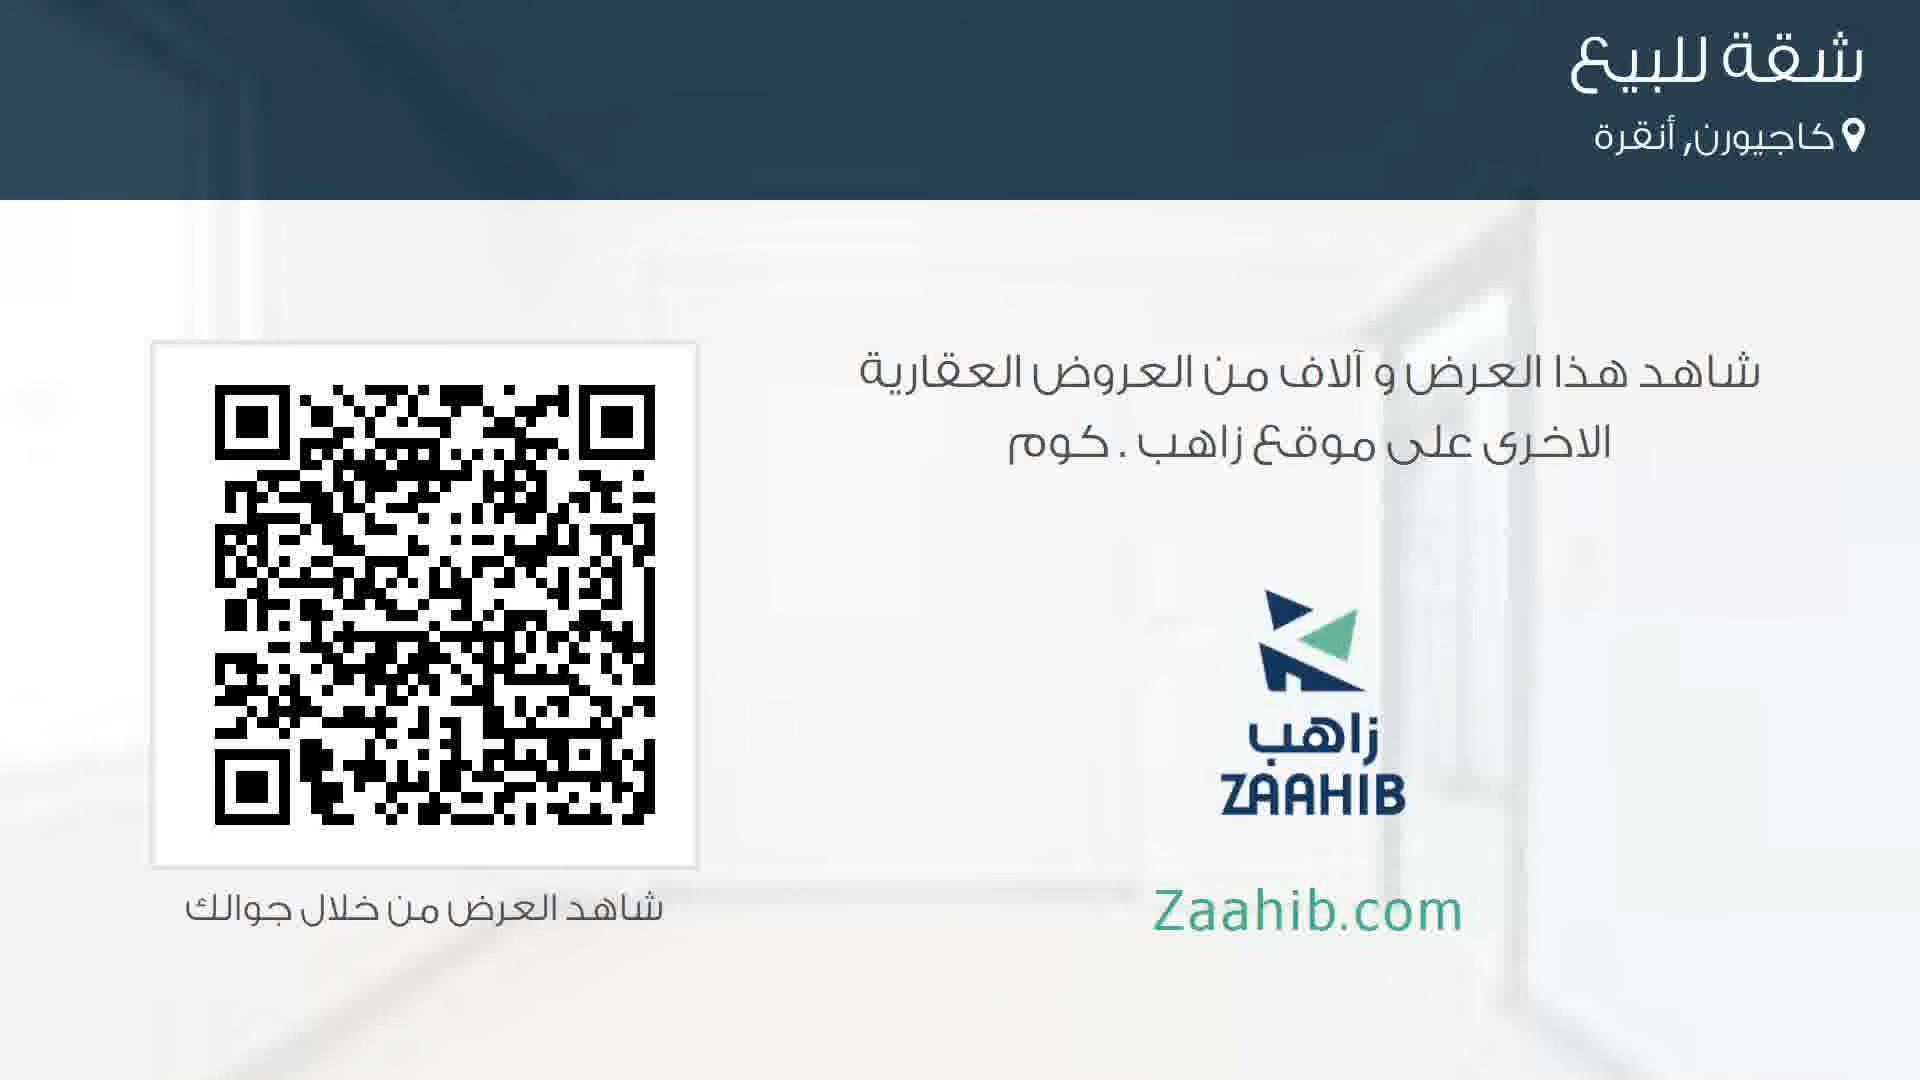 شقة للبيع
كاجيورن, أنقرة
شاهد هذا العرض و آلاف من العروض العقارية
الاخرى على موقع زاهب . كوم
زاهب
ZAAHIB
Zaahib.com
شاهد العرض من خلال جوالك